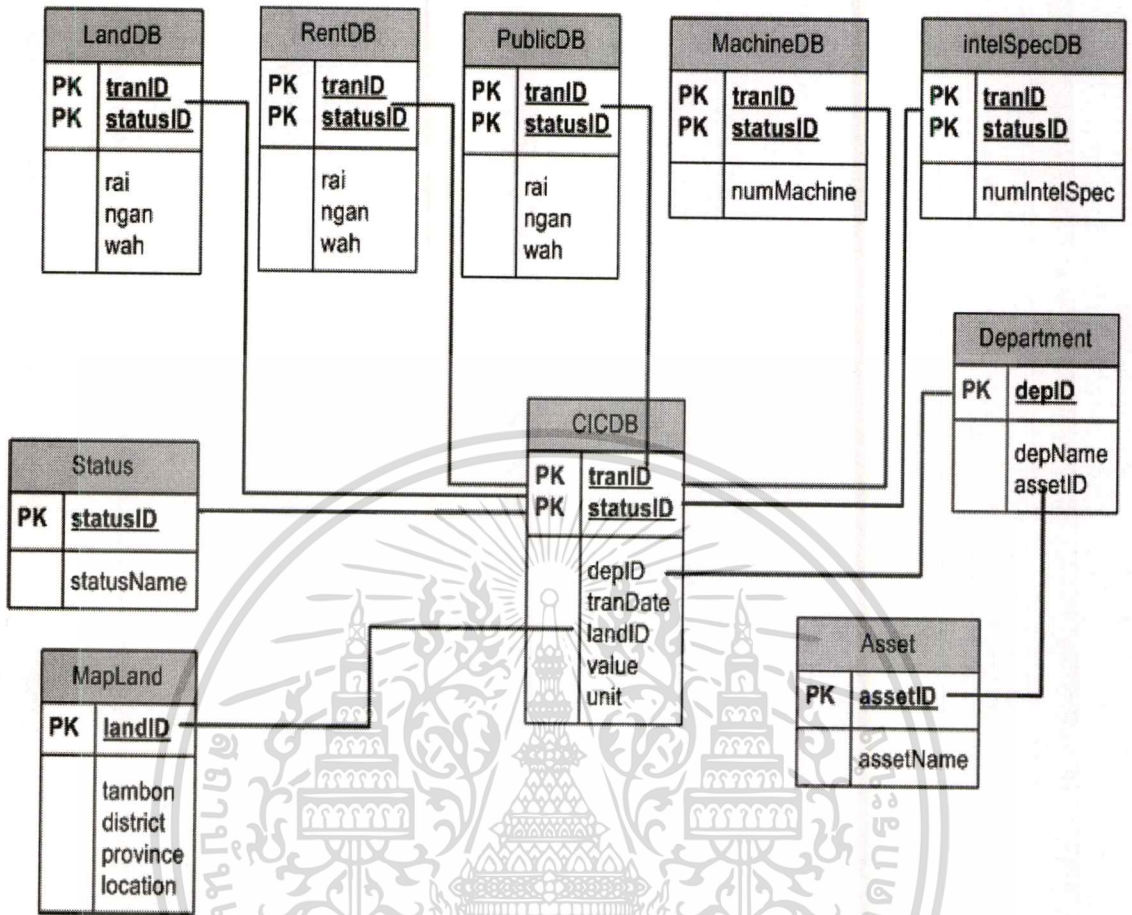 LandDB
PK tranID
PK statusID
rai
ngan
wah
RentDB
PK tranID
PK statusID
rai
ngan
wah
PublicDB
PK tranID
PK statusID
rai
ngan
wah
MachineDB
PK tranID
PK statusID
numMachine
intelSpecDB
PK tranID
PK statusID
numIntelSpec
Department
PK depID
depName
assetID
CICDB
PK tranID
PK statusID
depID
tranDate
landID
value
unit
Status
PK statusID
statusName
MapLand
PK landID
tambon
district
province
location
Asset
PK assetID
assetName